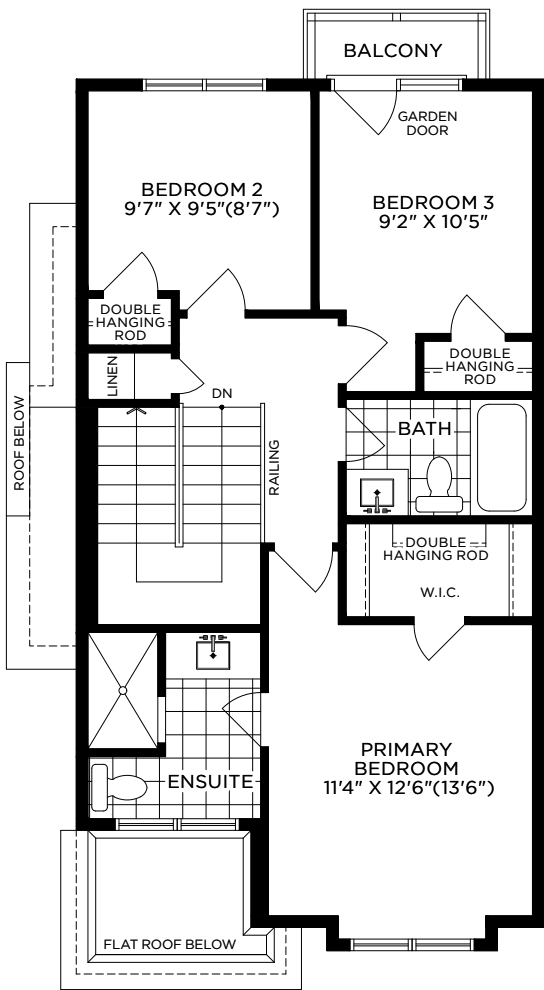 BALCONY
GARDEN
DOOR
BEDROOM 2
9'7" X 9'5"(8'7")
BEDROOM 3
9'2" X 10'5"
DOUBLE
HANGING
ROD
DOUBLE
HANGING
ROD
LINEN
DN
RAILING
BATH
ROOF BELOW
DOUBLE
HANGING ROD
W.I.C.
PRIMARY
BEDROOM
11'4" X 12'6"(13'6")
ENSUITE
FLAT ROOF BELOW